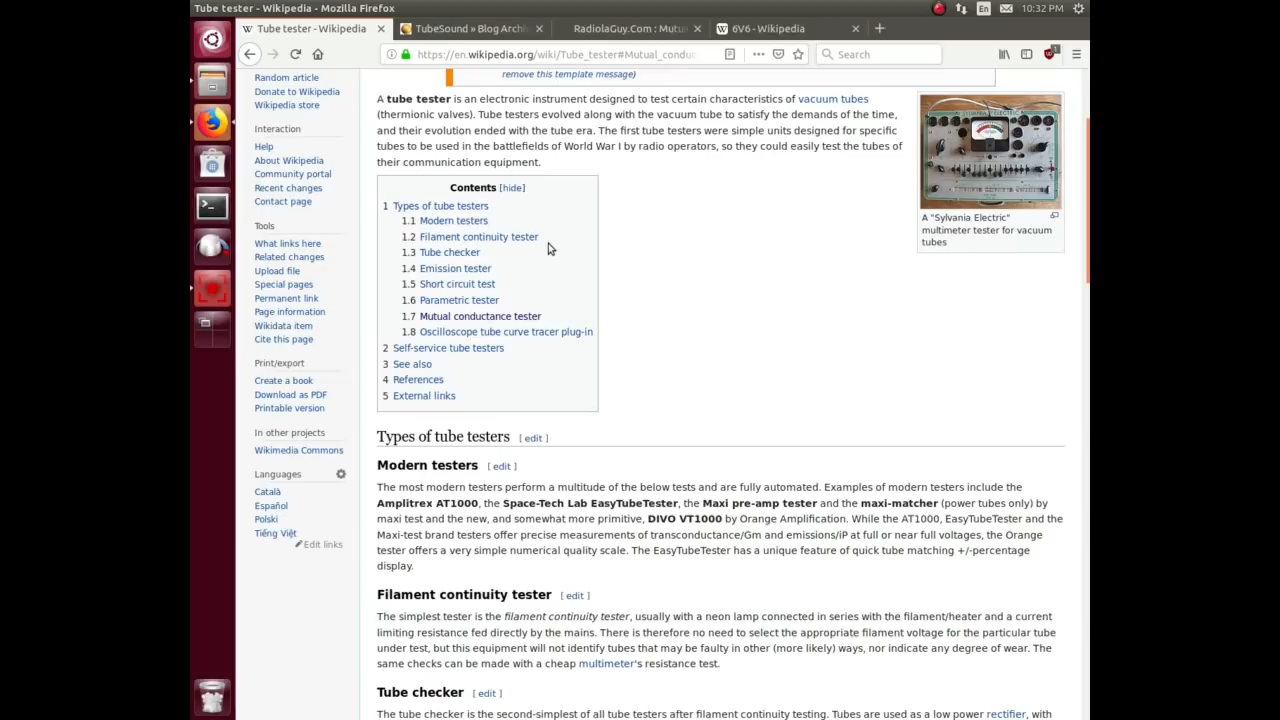 Tube tester - Wikipedia - Mozilla Firefox
En
10:32 PM
Tube tester - Wikipedia
TubeSound » Blog Archi
RadiolaGuy.Com : Mutu
6V6 - Wikipedia
https://en.wikipedia.org/wiki/Tube_tester#Mutual_conduc
Search
1
Random article
Donate to Wikipedia
Wikipedia store
Interaction
Help
About Wikipedia
Community portal
Recent changes
Contact page
Tools
What links here
Related changes
Upload file
Special pages
Permanent link
Page information
Wikidata item
Cite this page
Print/export
Create a book
Download as PDF
Printable version
In other projects
Wikimedia Commons
Languages
Català
Español
Polski
Tiếng Việt
Edit links
remove this template message)
A tube tester is an electronic instrument designed to test certain characteristics of vacuum tubes
(thermionic valves). Tube testers evolved along with the vacuum tube to satisfy the demands of the time,
and their evolution ended with the tube era. The first tube testers were simple units designed for specific
tubes to be used in the battlefields of World War I by radio operators, so they could easily test the tubes of
their communication equipment.
SYLVANIA ELECTRIC
A "Sylvania Electric"
multimeter tester for vacuum
tubes
Contents [hide]
1 Types of tube testers
1.1 Modern testers
1.2 Filament continuity tester
1.3 Tube checker
1.4 Emission tester
1.5 Short circuit test
1.6 Parametric tester
1.7 Mutual conductance tester
1.8 Oscilloscope tube curve tracer plug-in
2 Self-service tube testers
3 See also
4 References
5 External links
Types of tube testers [ edit ]
Modern testers [ edit ]
The most modern testers perform a multitude of the below tests and are fully automated. Examples of modern testers include the
Amplitrex AT1000, the Space-Tech Lab EasyTubeTester, the Maxi pre-amp tester and the maxi-matcher (power tubes only) by
maxi test and the new, and somewhat more primitive, DIVO VT1000 by Orange Amplification. While the AT1000, EasyTubeTester and the
Maxi-test brand testers offer precise measurements of transconductance/Gm and emissions/iP at full or near full voltages, the Orange
tester offers a very simple numerical quality scale. The EasyTubeTester has a unique feature of quick tube matching +/-percentage
display.
Filament continuity tester [ edit ]
The simplest tester is the filament continuity tester, usually with a neon lamp connected in series with the filament/heater and a current
limiting resistance fed directly by the mains. There is therefore no need to select the appropriate filament voltage for the particular tube
under test, but this equipment will not identify tubes that may be faulty in other (more likely) ways, nor indicate any degree of wear. The
same checks can be made with a cheap multimeter's resistance test.
Tube checker [ edit ]
The tube checker is the second-simplest of all tube testers after filament continuity testing. Tubes are used as a low power rectifier, with